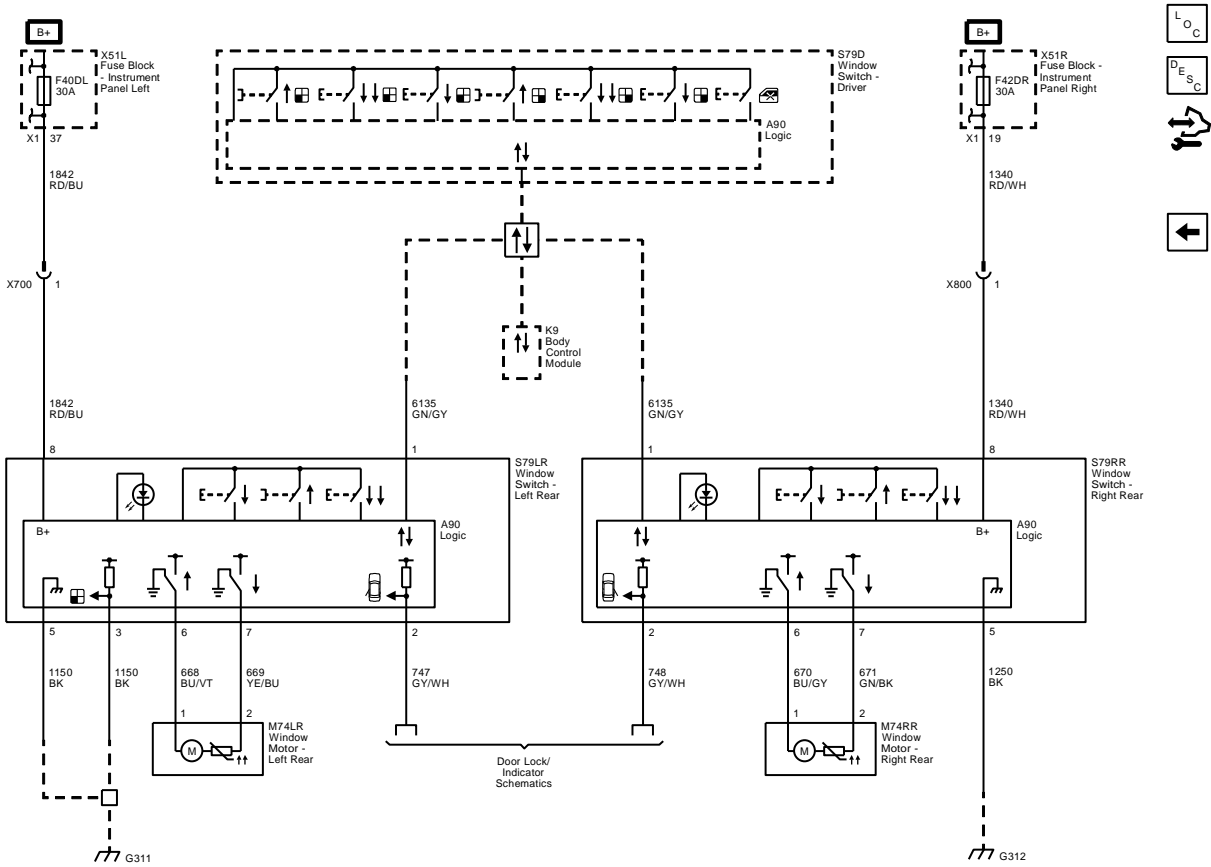 B+
X51L
Fuse Block
- Instrument
Panel Left
F40DL
30A
X1 37
1842
RD/BU
S79D
Window
Switch -
Driver
A90
Logic
B+
X51R
Fuse Block -
Instrument
Panel Right
F42DR
30A
X1 19
1340
RD/WH
L
O
C
D
E
S
C
X700 1
X800 1
K9
Body
Control
Module
1842
RD/BU
6135
GN/GY
6135
GN/GY
1340
RD/WH
8
1
S79LR
Window
Switch -
Left Rear
A90
Logic
B+
1
8
S79RR
Window
Switch -
Right Rear
A90
Logic
B+
5
3
6
7
2
2
6
7
5
1150
BK
1150
BK
668
BU/VT
669
YE/BU
747
GY/WH
748
GY/WH
670
BU/GY
671
GN/BK
1250
BK
1
2
M
M74LR
Window
Motor -
Left Rear
Door Lock/
Indicator
Schematics
1
2
M
M74RR
Window
Motor -
Right Rear
G311
G312